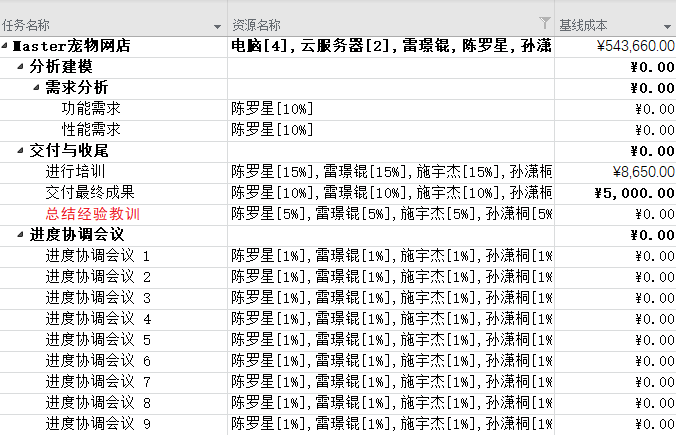 任务名称 资源名称 基线成本
Master宠物网店 电脑[4],云服务器[2],雷璟锟,陈罗星,孙潇 ¥543,660.00
分析建模 ¥0.00
需求分析 ¥0.00
功能需求 陈罗星[10%] ¥0.00
性能需求 陈罗星[10%] ¥0.00
交付与收尾 ¥0.00
进行培训 陈罗星[15%],雷璟锟[15%],施宇杰[15%],孙潇桐 ¥8,650.00
交付最终成果 陈罗星[10%],雷璟锟[10%],施宇杰[10%],孙潇桐 ¥5,000.00
总结经验教训 陈罗星[5%],雷璟锟[5%],施宇杰[5%],孙潇桐[5% ¥0.00
进度协调会议 ¥0.00
进度协调会议 1 陈罗星[1%],雷璟锟[1%],施宇杰[1%],孙潇桐[1% ¥0.00
进度协调会议 2 陈罗星[1%],雷璟锟[1%],施宇杰[1%],孙潇桐[1% ¥0.00
进度协调会议 3 陈罗星[1%],雷璟锟[1%],施宇杰[1%],孙潇桐[1% ¥0.00
进度协调会议 4 陈罗星[1%],雷璟锟[1%],施宇杰[1%],孙潇桐[1% ¥0.00
进度协调会议 5 陈罗星[1%],雷璟锟[1%],施宇杰[1%],孙潇桐[1% ¥0.00
进度协调会议 6 陈罗星[1%],雷璟锟[1%],施宇杰[1%],孙潇桐[1% ¥0.00
进度协调会议 7 陈罗星[1%],雷璟锟[1%],施宇杰[1%],孙潇桐[1% ¥0.00
进度协调会议 8 陈罗星[1%],雷璟锟[1%],施宇杰[1%],孙潇桐[1% ¥0.00
进度协调会议 9 陈罗星[1%],雷璟锟[1%],施宇杰[1%],孙潇桐[1% ¥0.00